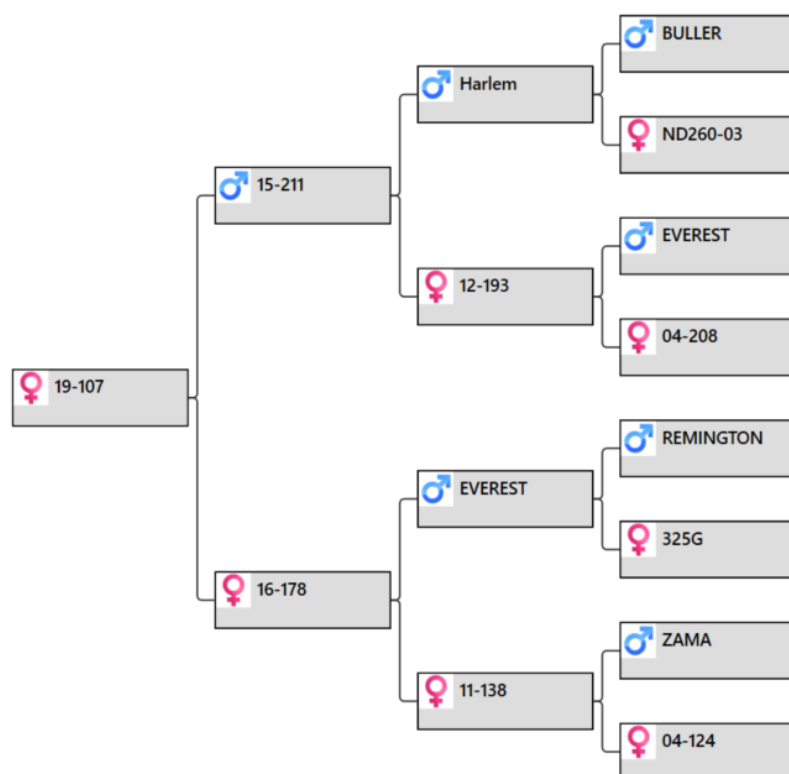 BULLER
Harlem
ND260-03
15-211
EVEREST
12-193
04-208
19-107
REMINGTON
EVEREST
325G
16-178
ZAMA
11-138
04-124